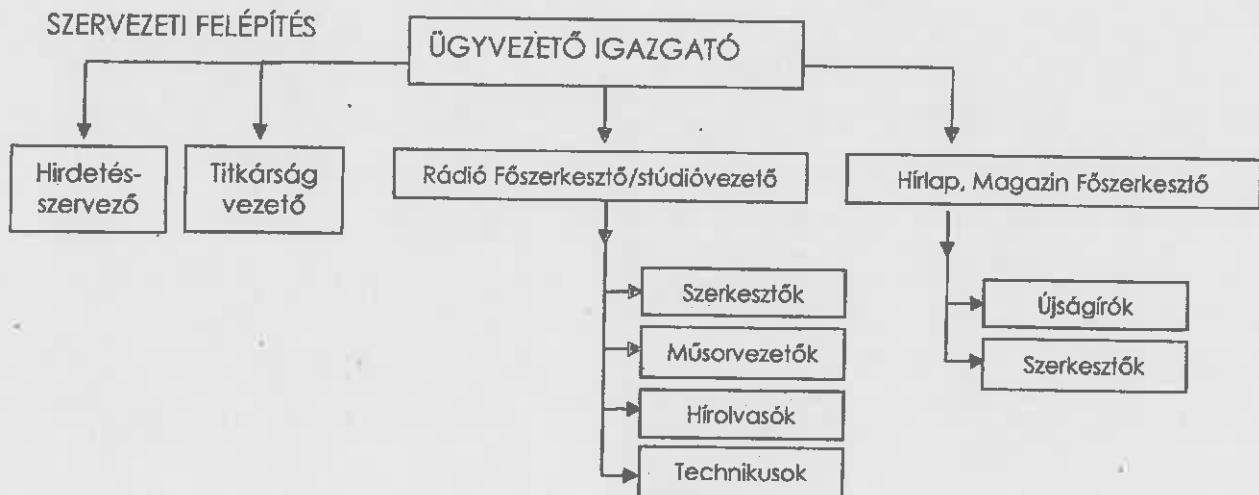 SZERVEZETI FELÉPÍTÉS
ÜGYVEZETŐ IGAZGATÓ
Hirdetés-
szervező
Titkárság
vezető
Rádió Főszerkesztő/stúdióvezető
Hírlap, Magazin Főszerkesztő
Szerkesztők
Műsorvezetők
Hírolvasók
Technikusok
Újságírók
Szerkesztők